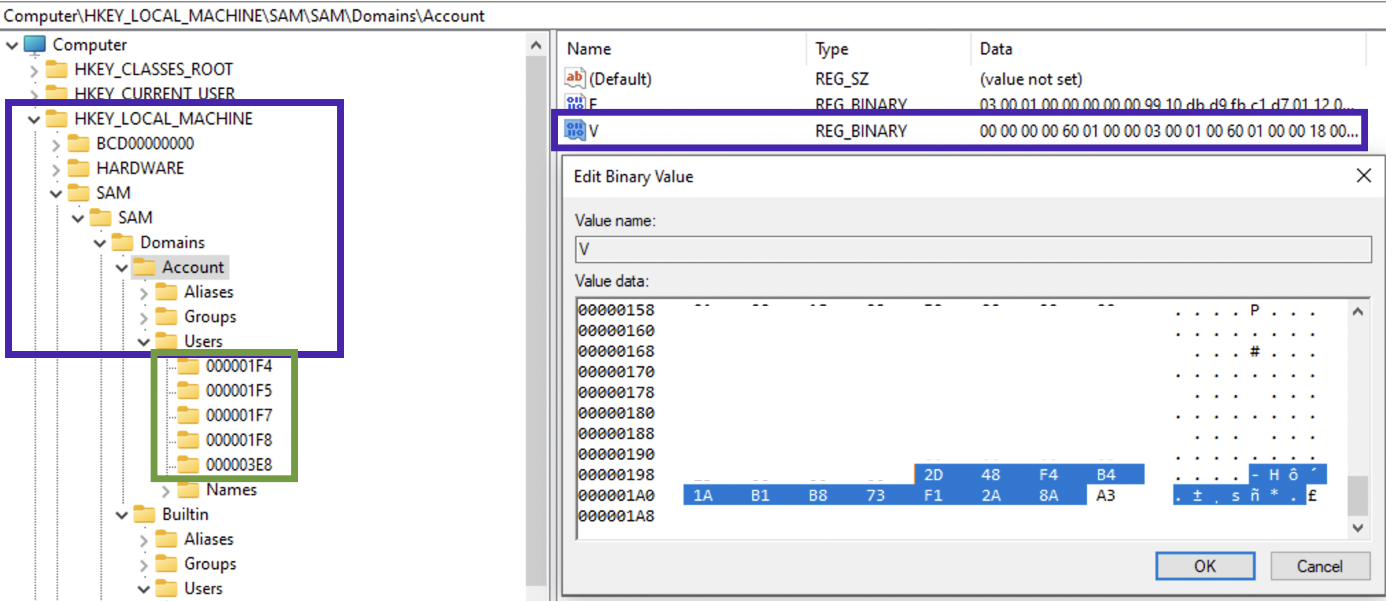 Computer\HKEY_LOCAL_MACHINE\SAM\SAM\Domains\Account
Computer
HKEY_CLASSES_ROOT
HKEY_CURRENT_USER
HKEY_LOCAL_MACHINE
BCD00000000
HARDWARE
SAM
SAM
Domains
Account
Aliases
Groups
Users
000001F4
000001F5
000001F7
000001F8
000003E8
Names
Builtin
Aliases
Groups
Users
Name Type Data
(Default) REG_SZ (value not set)
F REG_BINARY 03 00 01 00 00 00 00 00 99 10 db d9 fb c1 d7 01 12 0...
V REG_BINARY 00 00 00 00 60 01 00 00 03 00 01 00 60 01 00 00 18 00...
Edit Binary Value
Value name:
V
Value data:
00000158 . . . . P . . .
00000160 . . . . . . . .
00000168 . . . # . . .
00000170 . . . . . . . .
00000178 . . . . . .
00000180 . . . . . . . .
00000188 . . . . . .
00000190 . . . . . . . .
00000198 2D 48 F4 B4 . . . . - H ô ´
000001A0 1A B1 B8 73 F1 2A 8A A3 . ± ¸ s ñ * . £
000001A8
OK
Cancel